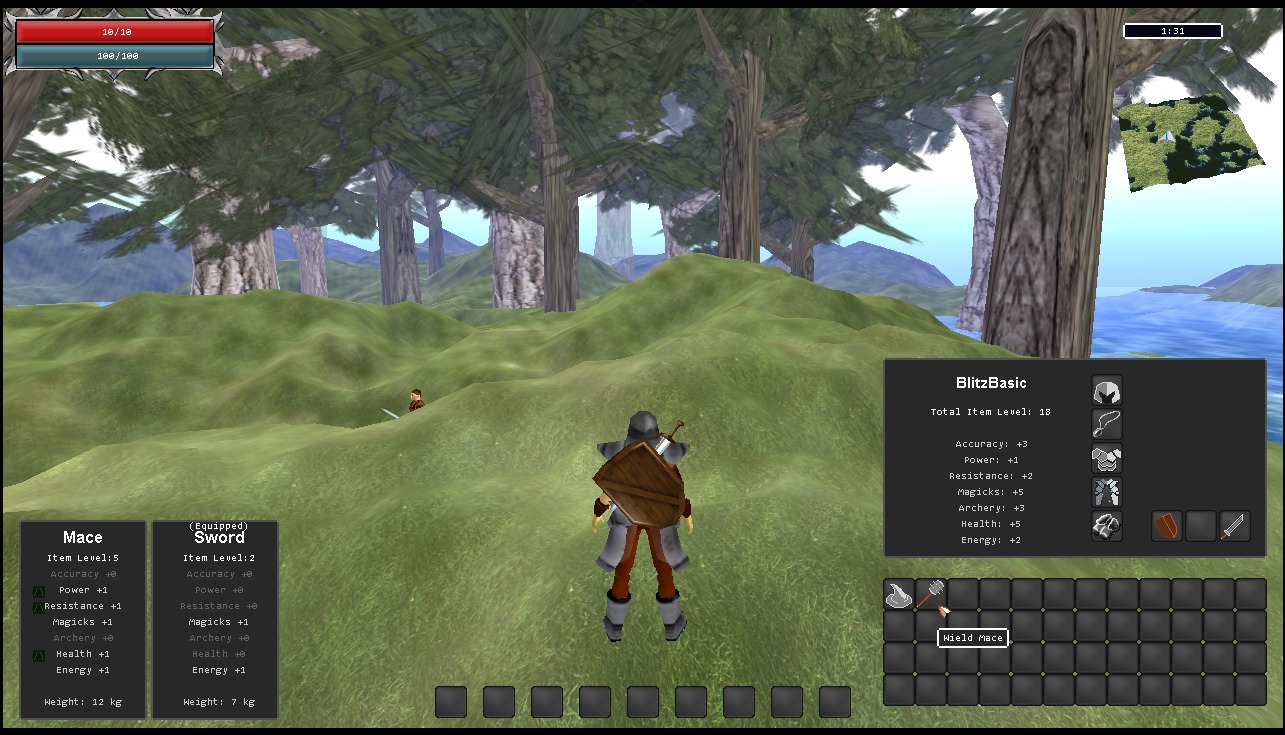 10/10
100/100
1:31
BlitzBasic
Total Item Level: 18
Accuracy: +3
Power: +1
Resistance: +2
Magicks: +5
Archery: +3
Health: +5
Energy: +2
Wield Mace
Mace
Item Level:5
Accuracy +0
Power +1
Resistance +1
Magicks +1
Archery +0
Health +1
Energy +1
Weight: 12 kg
(Equipped)
Sword
Item Level:2
Accuracy +0
Power +0
Resistance +0
Magicks +1
Archery +0
Health +0
Energy +1
Weight: 7 kg